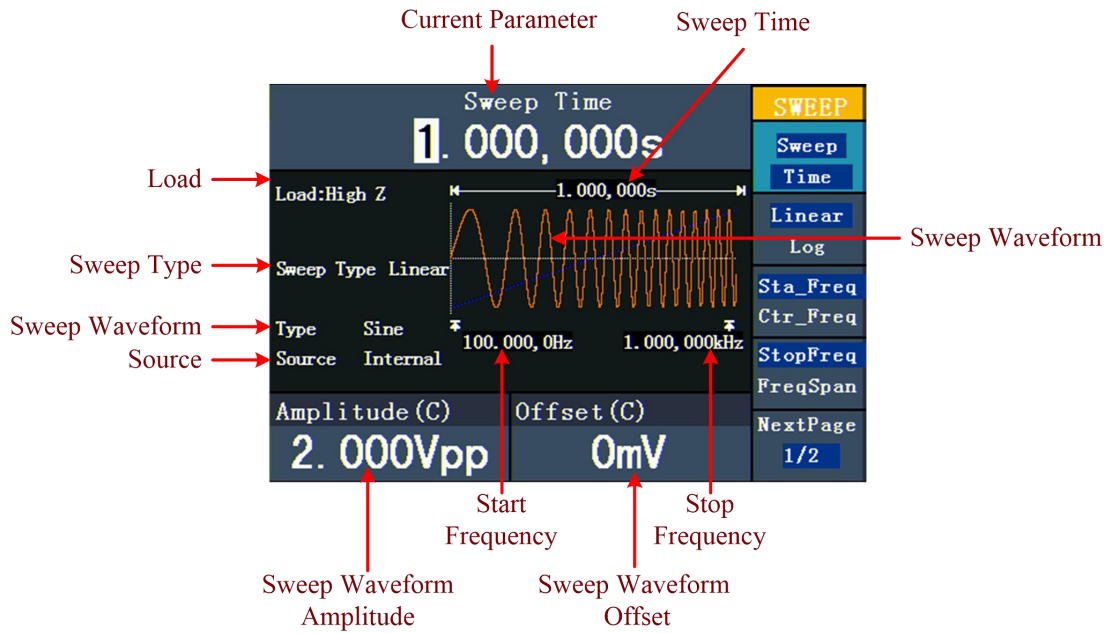 Current Parameter
Sweep Time
Sweep Time
SWEEP
1.000,000s
Sweep
Time
Load
Load:High Z
1.000,000s
Linear
Log
Sweep Waveform
Sweep Type
Sweep Type Linear
Sta_Freq
Ctr_Freq
Sweep Waveform
Type Sine
100.000,0Hz
1.000,000kHz
Source
Source Internal
StopFreq
FreqSpan
Amplitude(C)
Offset(C)
NextPage
1/2
2.000Vpp
0mV
Start
Frequency
Stop
Frequency
Sweep Waveform
Amplitude
Sweep Waveform
Offset